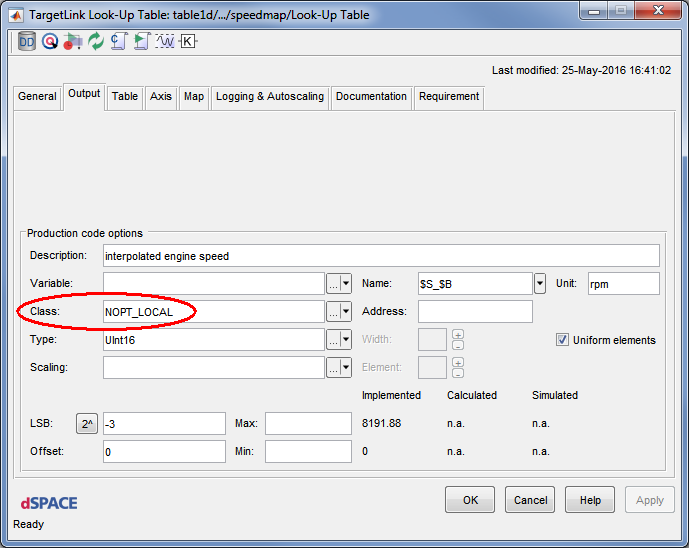 TargetLink Look-Up Table: table1d/.../speedmap/Look-Up Table
DD
Last modified: 25-May-2016 16:41:02
General Output Table Axis Map Logging & Autoscaling Documentation Requirement
Production code options
Description: interpolated engine speed
Variable: ... Name: $S_$B Unit: rpm
Class: NOPT_LOCAL ... Address:
Type: UInt16 ... Width: Uniform elements
Scaling: ... Element:
Implemented Calculated Simulated
LSB: 2^ -3 Max: 8191.88 n.a. n.a.
Offset: 0 Min: 0 n.a. n.a.
dSPACE OK Cancel Help Apply
Ready